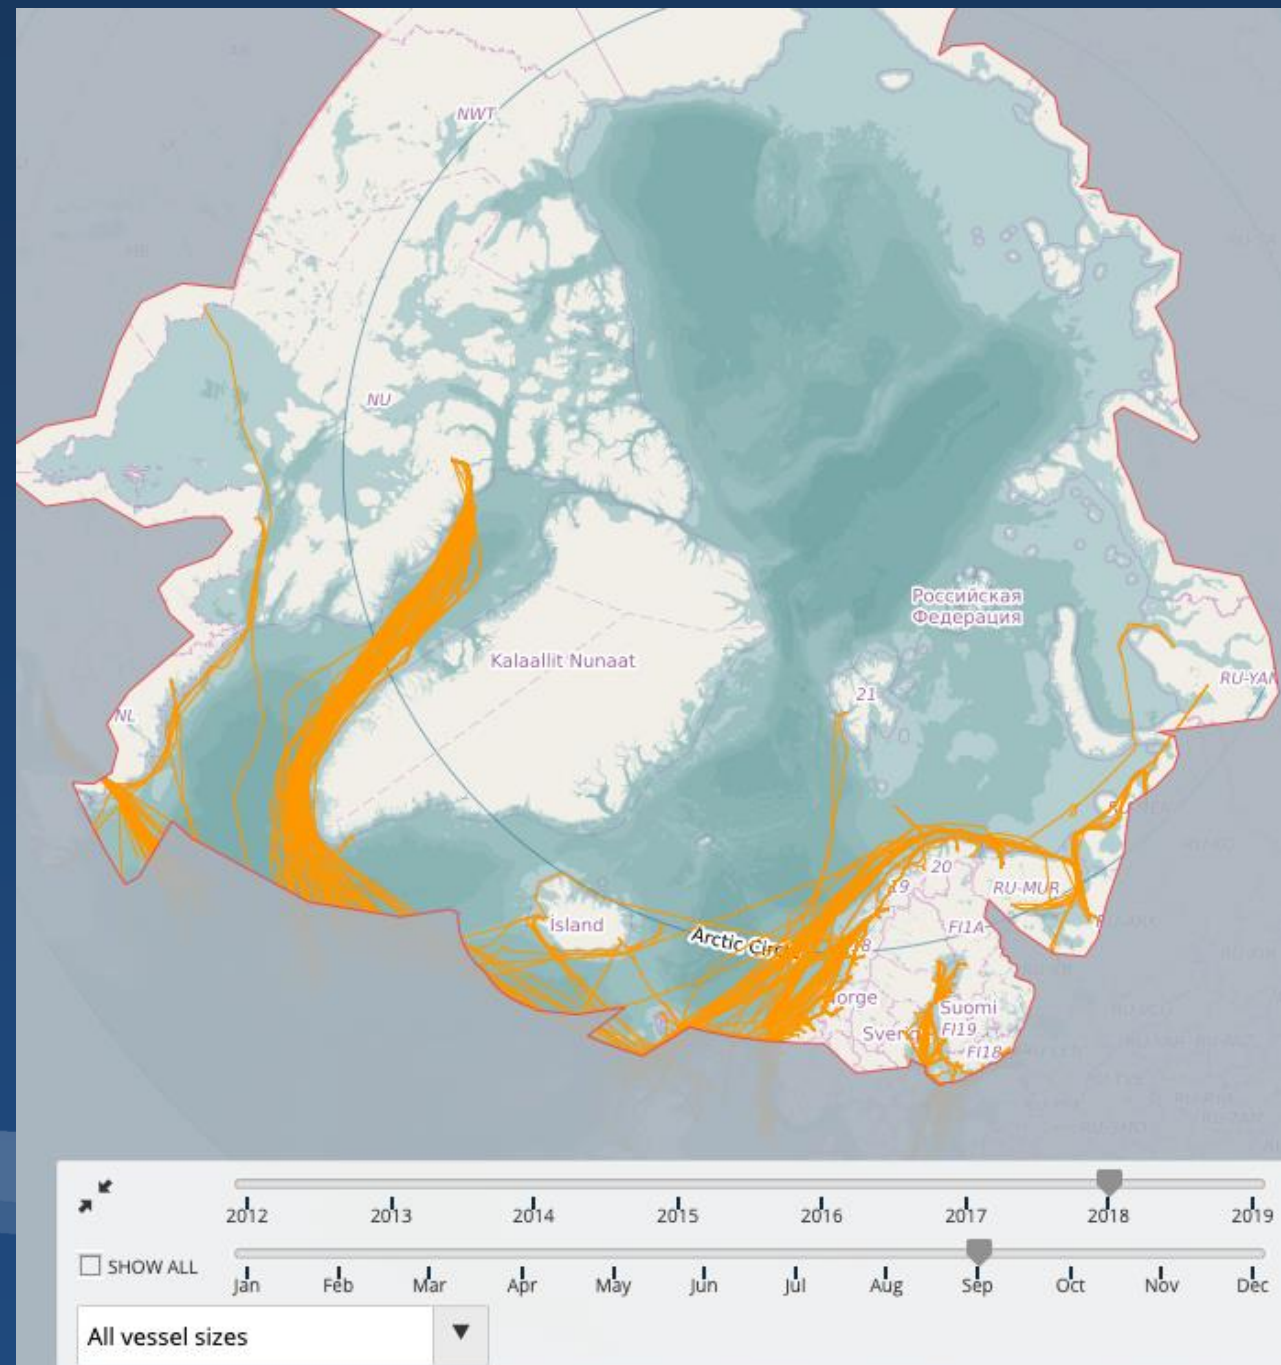 NWT
NU
Российская
Федерация
Kalaallit Nunaat
21
RU-YAN
NL
20
RU-MUR
19
Ísland
FI1A
Arctic Circ
Norge
Suomi
FI19
FI18
2012 2013 2014 2015 2016 2017 2018 2019
SHOW ALL
Jan Feb Mar Apr May Jun Jul Aug Sep Oct Nov Dec
All vessel sizes